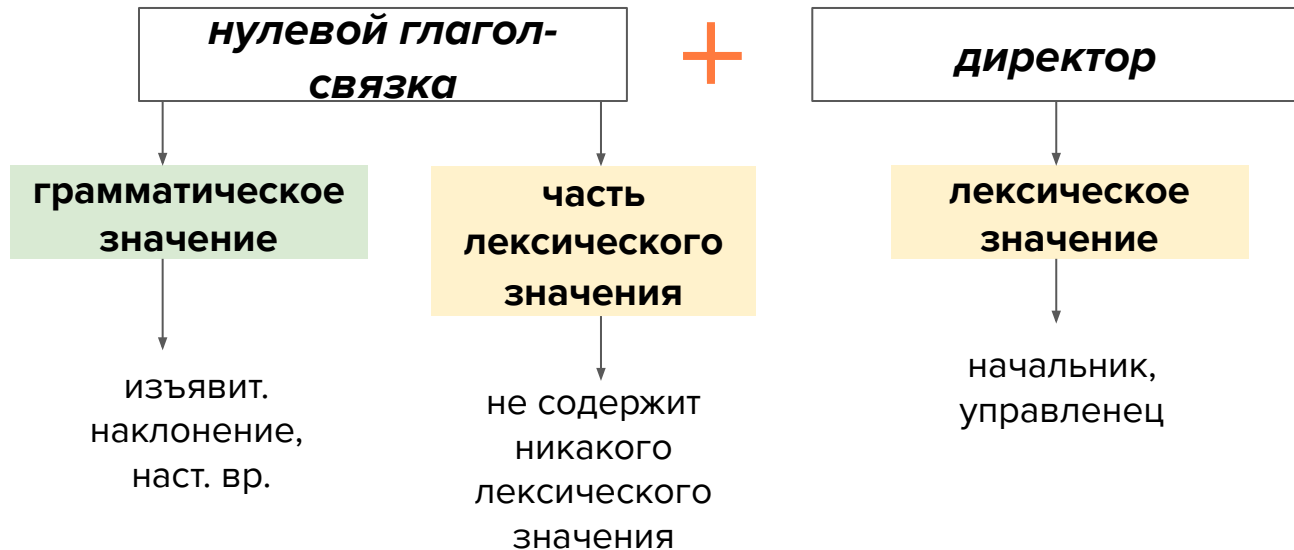 нулевой глагол-
связка
+
директор
грамматическое
значение
часть
лексического
значения
лексическое
значение
изъявит.
наклонение,
наст. вр.
не содержит
никакого
лексического
значения
начальник,
управленец